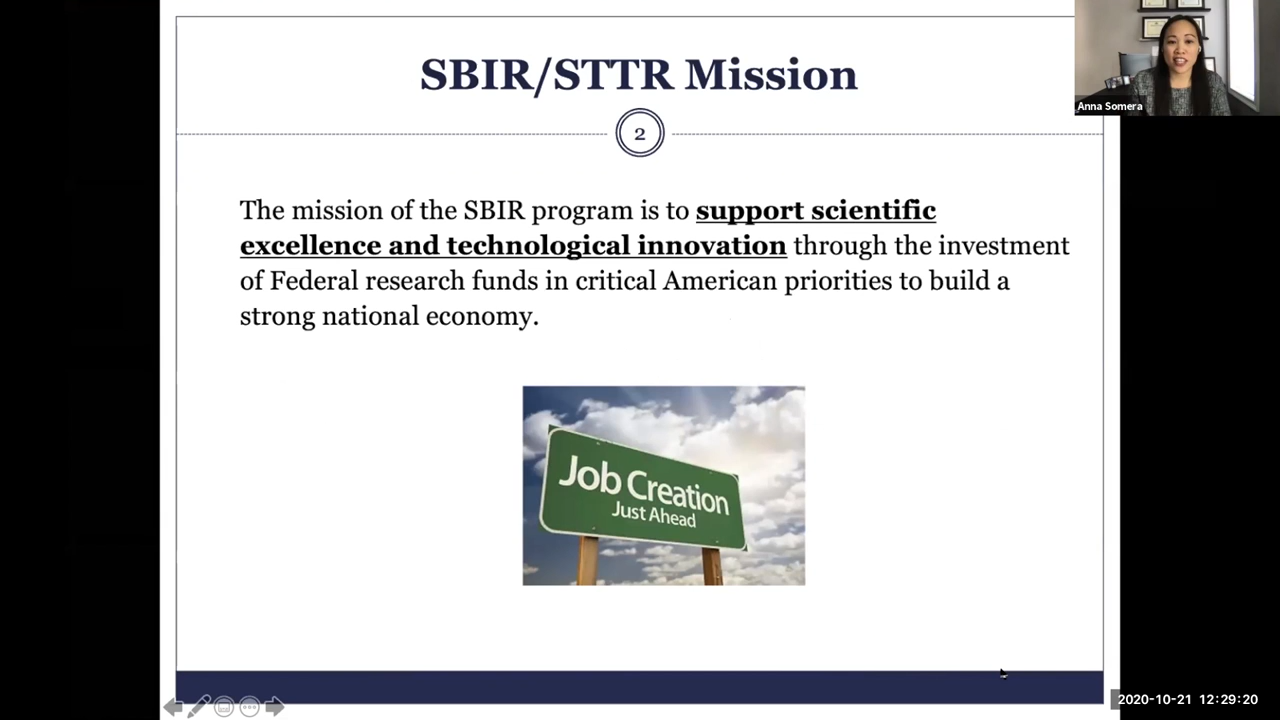 SBIR/STTR Mission
Anna Somera
2
The mission of the SBIR program is to support scientific
excellence and technological innovation through the investment
of Federal research funds in critical American priorities to build a
strong national economy.
Job Creation
Just Ahead
2020-10-21 12:29:20